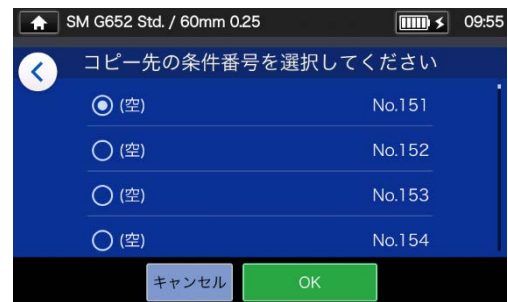 SM G652 Std. / 60mm 0.25 09:55
コピー先の条件番号を選択してください
(空) No.151
(空) No.152
(空) No.153
(空) No.154
キャンセル OK